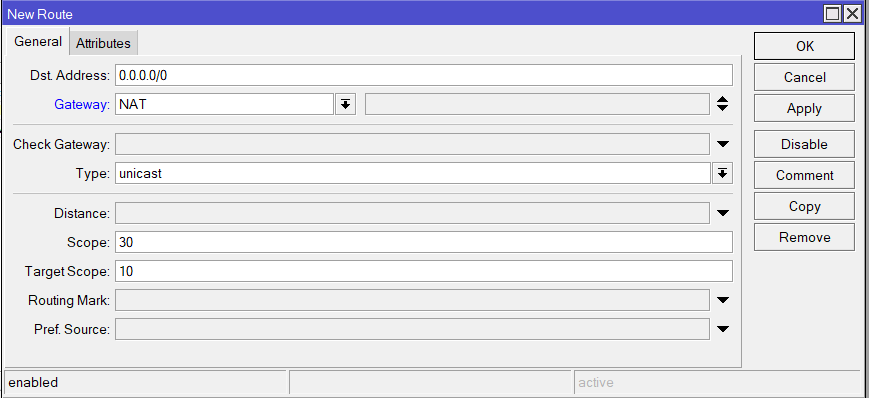 New Route
General Attributes
OK
Dst. Address: 0.0.0.0/0
Cancel
Gateway: NAT
Apply
Check Gateway:
Disable
Type: unicast
Comment
Distance:
Copy
Scope: 30
Remove
Target Scope: 10
Routing Mark:
Pref. Source:
enabled
active